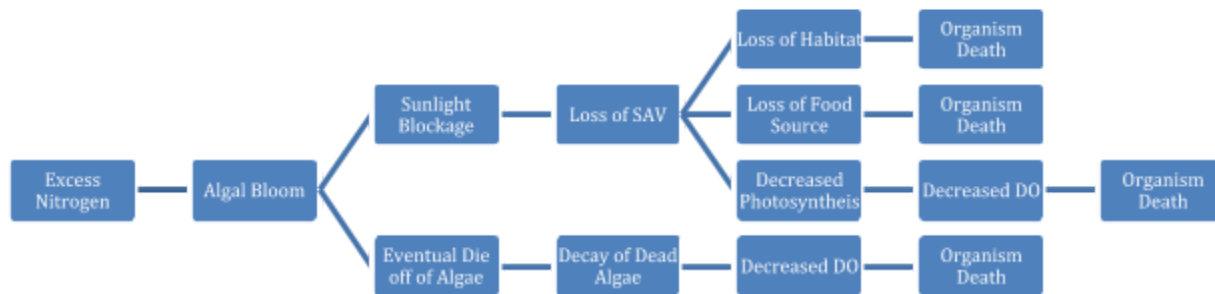 Loss of Habitat
Organism
Death
Sunlight
Blockage
Loss of SAV
Loss of Food
Source
Organism
Death
Excess
Nitrogen
Algal Bloom
Decreased
Photosyntheis
Decreased DO
Organism
Death
Eventual Die
off of Algae
Decay of Dead
Algae
Decreased DO
Organism
Death